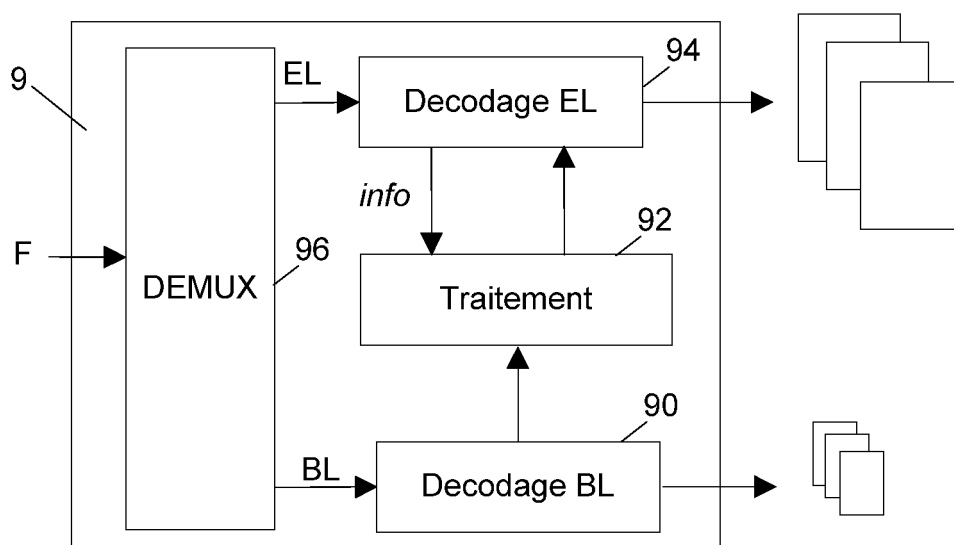 9
EL
Decodage EL
94
info
92
F
DEMUX
96
Traitement
90
BL
Decodage BL